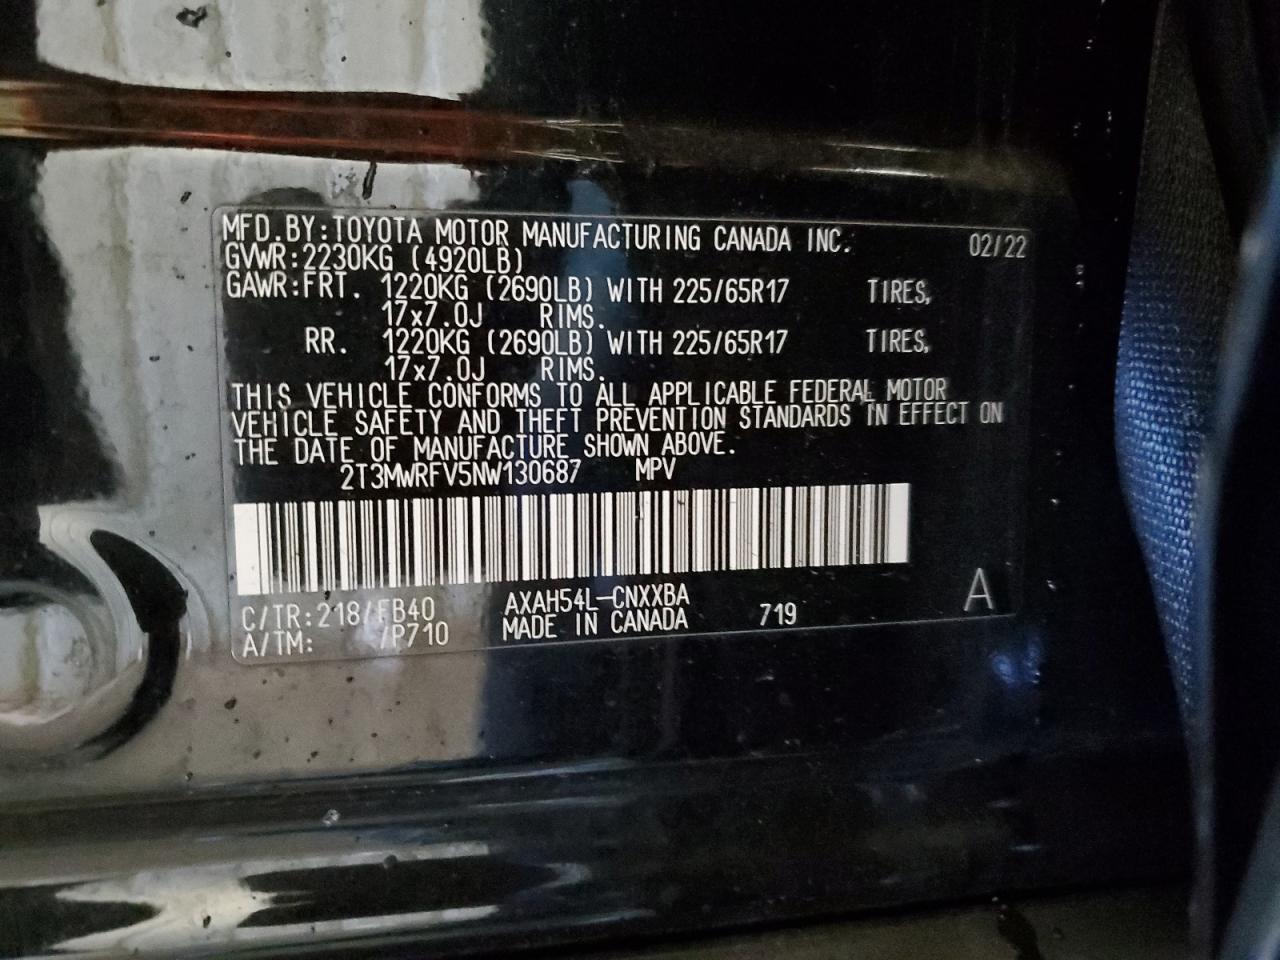 MFD.BY:TOYOTA MOTOR MANUFACTURING CANADA INC. 02/22
GVWR:2230KG (4920LB)
GAWR:FRT. 1220KG (2690LB) WITH 225/65R17 TIRES,
17x7.0J RIMS.
RR. 1220KG (2690LB) WITH 225/65R17 TIRES,
17x7.0J RIMS.
THIS VEHICLE CONFORMS TO ALL APPLICABLE FEDERAL MOTOR
VEHICLE SAFETY AND THEFT PREVENTION STANDARDS IN EFFECT ON
THE DATE OF MANUFACTURE SHOWN ABOVE.
2T3MWRFV5NW130687 MPV
C/TR:218/FB40 AXAH54L-CNXXBA A
A/TM: /P710 MADE IN CANADA 719